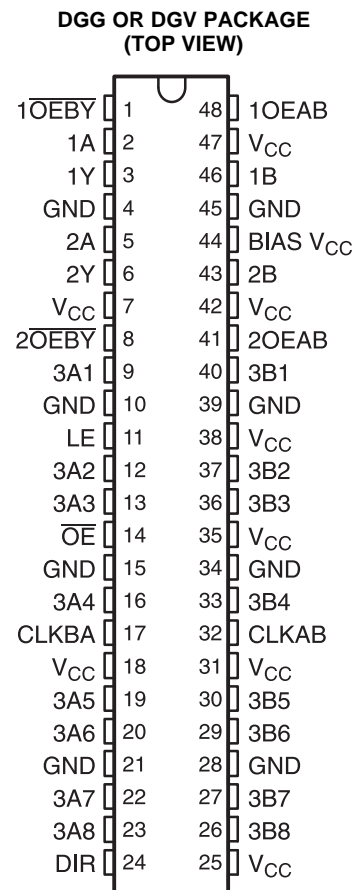 DGG OR DGV PACKAGE
(TOP VIEW)
1OEBY 1 48 1OEAB
1A 2 47 VCC
1Y 3 46 1B
GND 4 45 GND
2A 5 44 BIAS VCC
2Y 6 43 2B
VCC 7 42 VCC
2OEBY 8 41 2OEAB
3A1 9 40 3B1
GND 10 39 GND
LE 11 38 VCC
3A2 12 37 3B2
3A3 13 36 3B3
OE 14 35 VCC
GND 15 34 GND
3A4 16 33 3B4
CLKBA 17 32 CLKAB
VCC 18 31 VCC
3A5 19 30 3B5
3A6 20 29 3B6
GND 21 28 GND
3A7 22 27 3B7
3A8 23 26 3B8
DIR 24 25 VCC